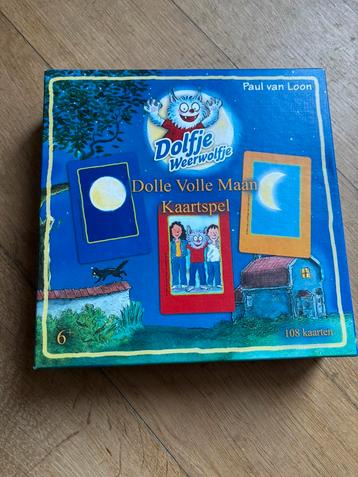 Paul van Loon
Dolfje
Weerwolfje
Dolle Volle Maan
Kaartspel
6+
108 kaarten